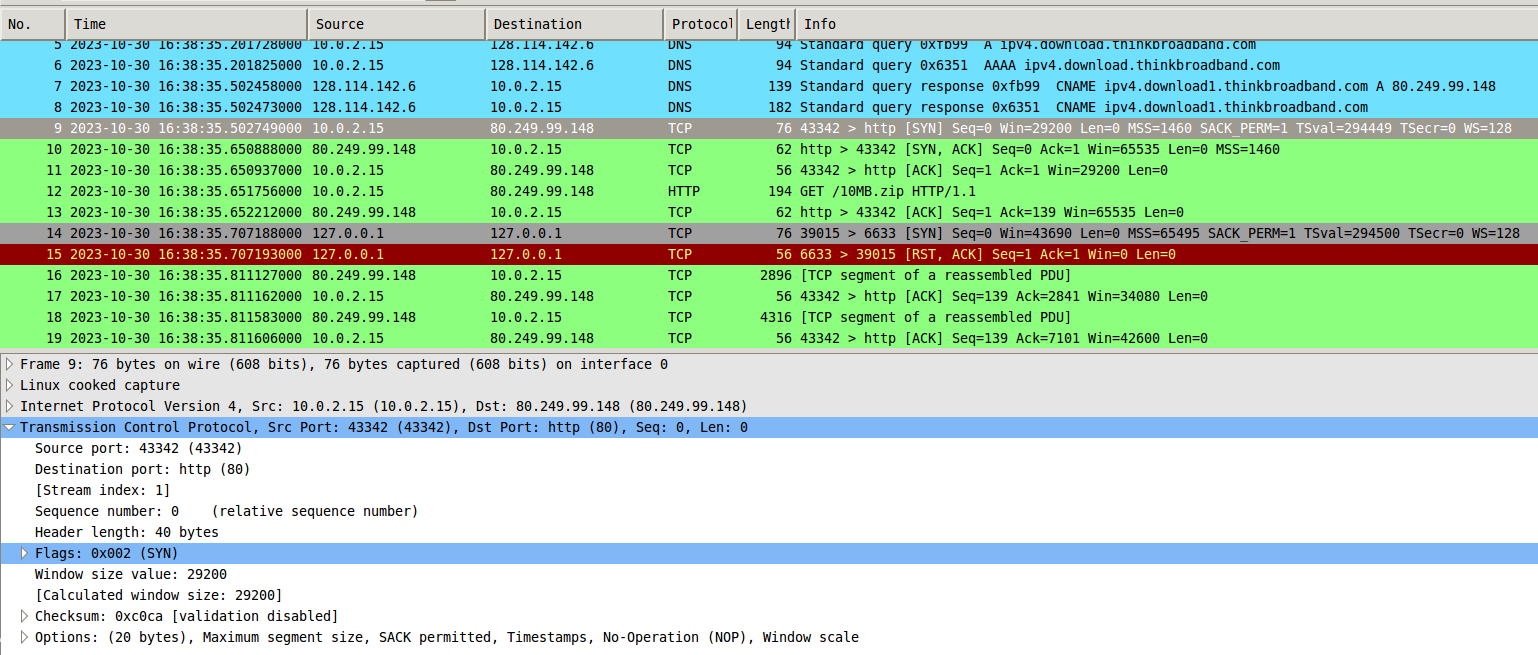 No. Time Source Destination Protocol Length Info
5 2023-10-30 16:38:35.201728000 10.0.2.15 128.114.142.6 DNS 94 Standard query 0xfb99 A ipv4.download.thinkbroadband.com
6 2023-10-30 16:38:35.201825000 10.0.2.15 128.114.142.6 DNS 94 Standard query 0x6351 AAAA ipv4.download.thinkbroadband.com
7 2023-10-30 16:38:35.502458000 128.114.142.6 10.0.2.15 DNS 139 Standard query response 0xfb99 CNAME ipv4.download1.thinkbroadband.com A 80.249.99.148
8 2023-10-30 16:38:35.502473000 128.114.142.6 10.0.2.15 DNS 182 Standard query response 0x6351 CNAME ipv4.download1.thinkbroadband.com
9 2023-10-30 16:38:35.502749000 10.0.2.15 80.249.99.148 TCP 76 43342 > http [SYN] Seq=0 Win=29200 Len=0 MSS=1460 SACK_PERM=1 TSval=294449 TSecr=0 WS=128
10 2023-10-30 16:38:35.650888000 80.249.99.148 10.0.2.15 TCP 62 http > 43342 [SYN, ACK] Seq=0 Ack=1 Win=65535 Len=0 MSS=1460
11 2023-10-30 16:38:35.650937000 10.0.2.15 80.249.99.148 TCP 56 43342 > http [ACK] Seq=1 Ack=1 Win=29200 Len=0
12 2023-10-30 16:38:35.651756000 10.0.2.15 80.249.99.148 HTTP 194 GET /10MB.zip HTTP/1.1
13 2023-10-30 16:38:35.652212000 80.249.99.148 10.0.2.15 TCP 62 http > 43342 [ACK] Seq=1 Ack=139 Win=65535 Len=0
14 2023-10-30 16:38:35.707188000 127.0.0.1 127.0.0.1 TCP 76 39015 > 6633 [SYN] Seq=0 Win=43690 Len=0 MSS=65495 SACK_PERM=1 TSval=294500 TSecr=0 WS=128
15 2023-10-30 16:38:35.707193000 127.0.0.1 127.0.0.1 TCP 56 6633 > 39015 [RST, ACK] Seq=1 Ack=1 Win=0 Len=0
16 2023-10-30 16:38:35.811127000 80.249.99.148 10.0.2.15 TCP 2896 [TCP segment of a reassembled PDU]
17 2023-10-30 16:38:35.811162000 10.0.2.15 80.249.99.148 TCP 56 43342 > http [ACK] Seq=139 Ack=2841 Win=34080 Len=0
18 2023-10-30 16:38:35.811583000 80.249.99.148 10.0.2.15 TCP 4316 [TCP segment of a reassembled PDU]
19 2023-10-30 16:38:35.811606000 10.0.2.15 80.249.99.148 TCP 56 43342 > http [ACK] Seq=139 Ack=7101 Win=42600 Len=0
Frame 9: 76 bytes on wire (608 bits), 76 bytes captured (608 bits) on interface 0
Linux cooked capture
Internet Protocol Version 4, Src: 10.0.2.15 (10.0.2.15), Dst: 80.249.99.148 (80.249.99.148)
Transmission Control Protocol, Src Port: 43342 (43342), Dst Port: http (80), Seq: 0, Len: 0
Source port: 43342 (43342)
Destination port: http (80)
[Stream index: 1]
Sequence number: 0 (relative sequence number)
Header length: 40 bytes
Flags: 0x002 (SYN)
Window size value: 29200
[Calculated window size: 29200]
Checksum: 0xc0ca [validation disabled]
Options: (20 bytes), Maximum segment size, SACK permitted, Timestamps, No-Operation (NOP), Window scale